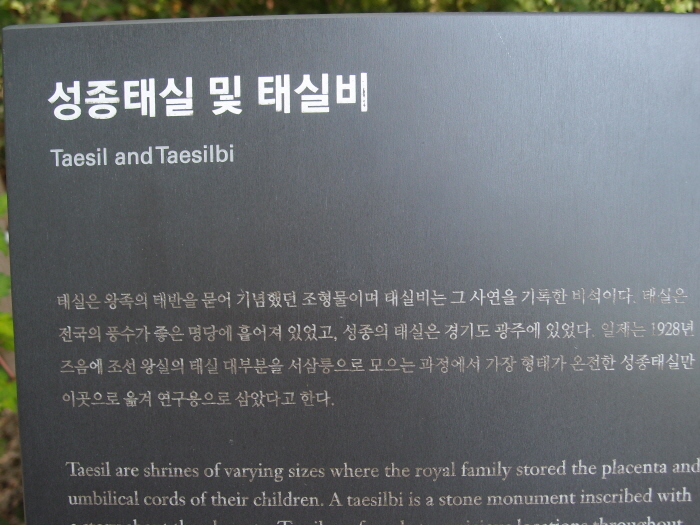 성종태실 및 태실비
Taesil and Taesilbi
태실은 왕족의 태반을 묻어 기념했던 조형물이며 태실비는 그 사연을 기록한 비석이다. 태실은
전국의 풍수가 좋은 명당에 흩어져 있었고, 성종의 태실은 경기도 광주에 있었다. 일제는 1928년
즈음에 조선 왕실의 태실 대부분을 서삼릉으로 모으는 과정에서 가장 형태가 온전한 성종태실만
이곳으로 옮겨 연구용으로 삼았다고 한다.
Taesil are shrines of varying sizes where the royal family stored the placenta and
umbilical cords of their children. A taesilbi is a stone monument inscribed with